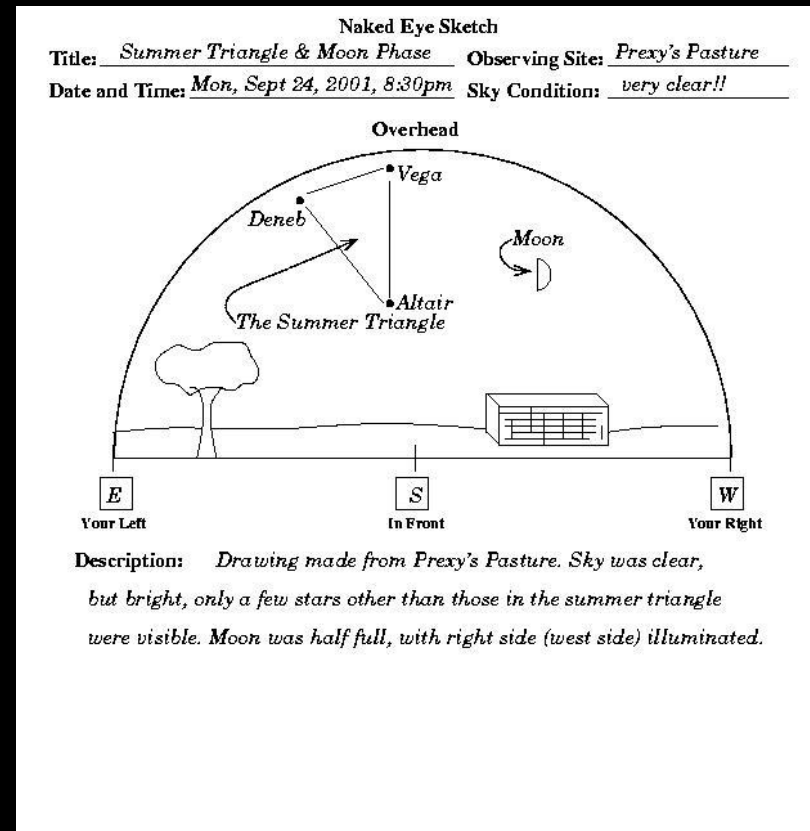 Naked Eye Sketch
Title: Summer Triangle & Moon Phase Observing Site: Prexy's Pasture
Date and Time: Mon, Sept 24, 2001, 8:30pm Sky Condition: very clear!!
Overhead
Vega
Deneb
Moon
Altair
The Summer Triangle
E S W
Your Left In Front Your Right
Description: Drawing made from Prexy's Pasture. Sky was clear,
but bright, only a few stars other than those in the summer triangle
were visible. Moon was half full, with right side (west side) illuminated.